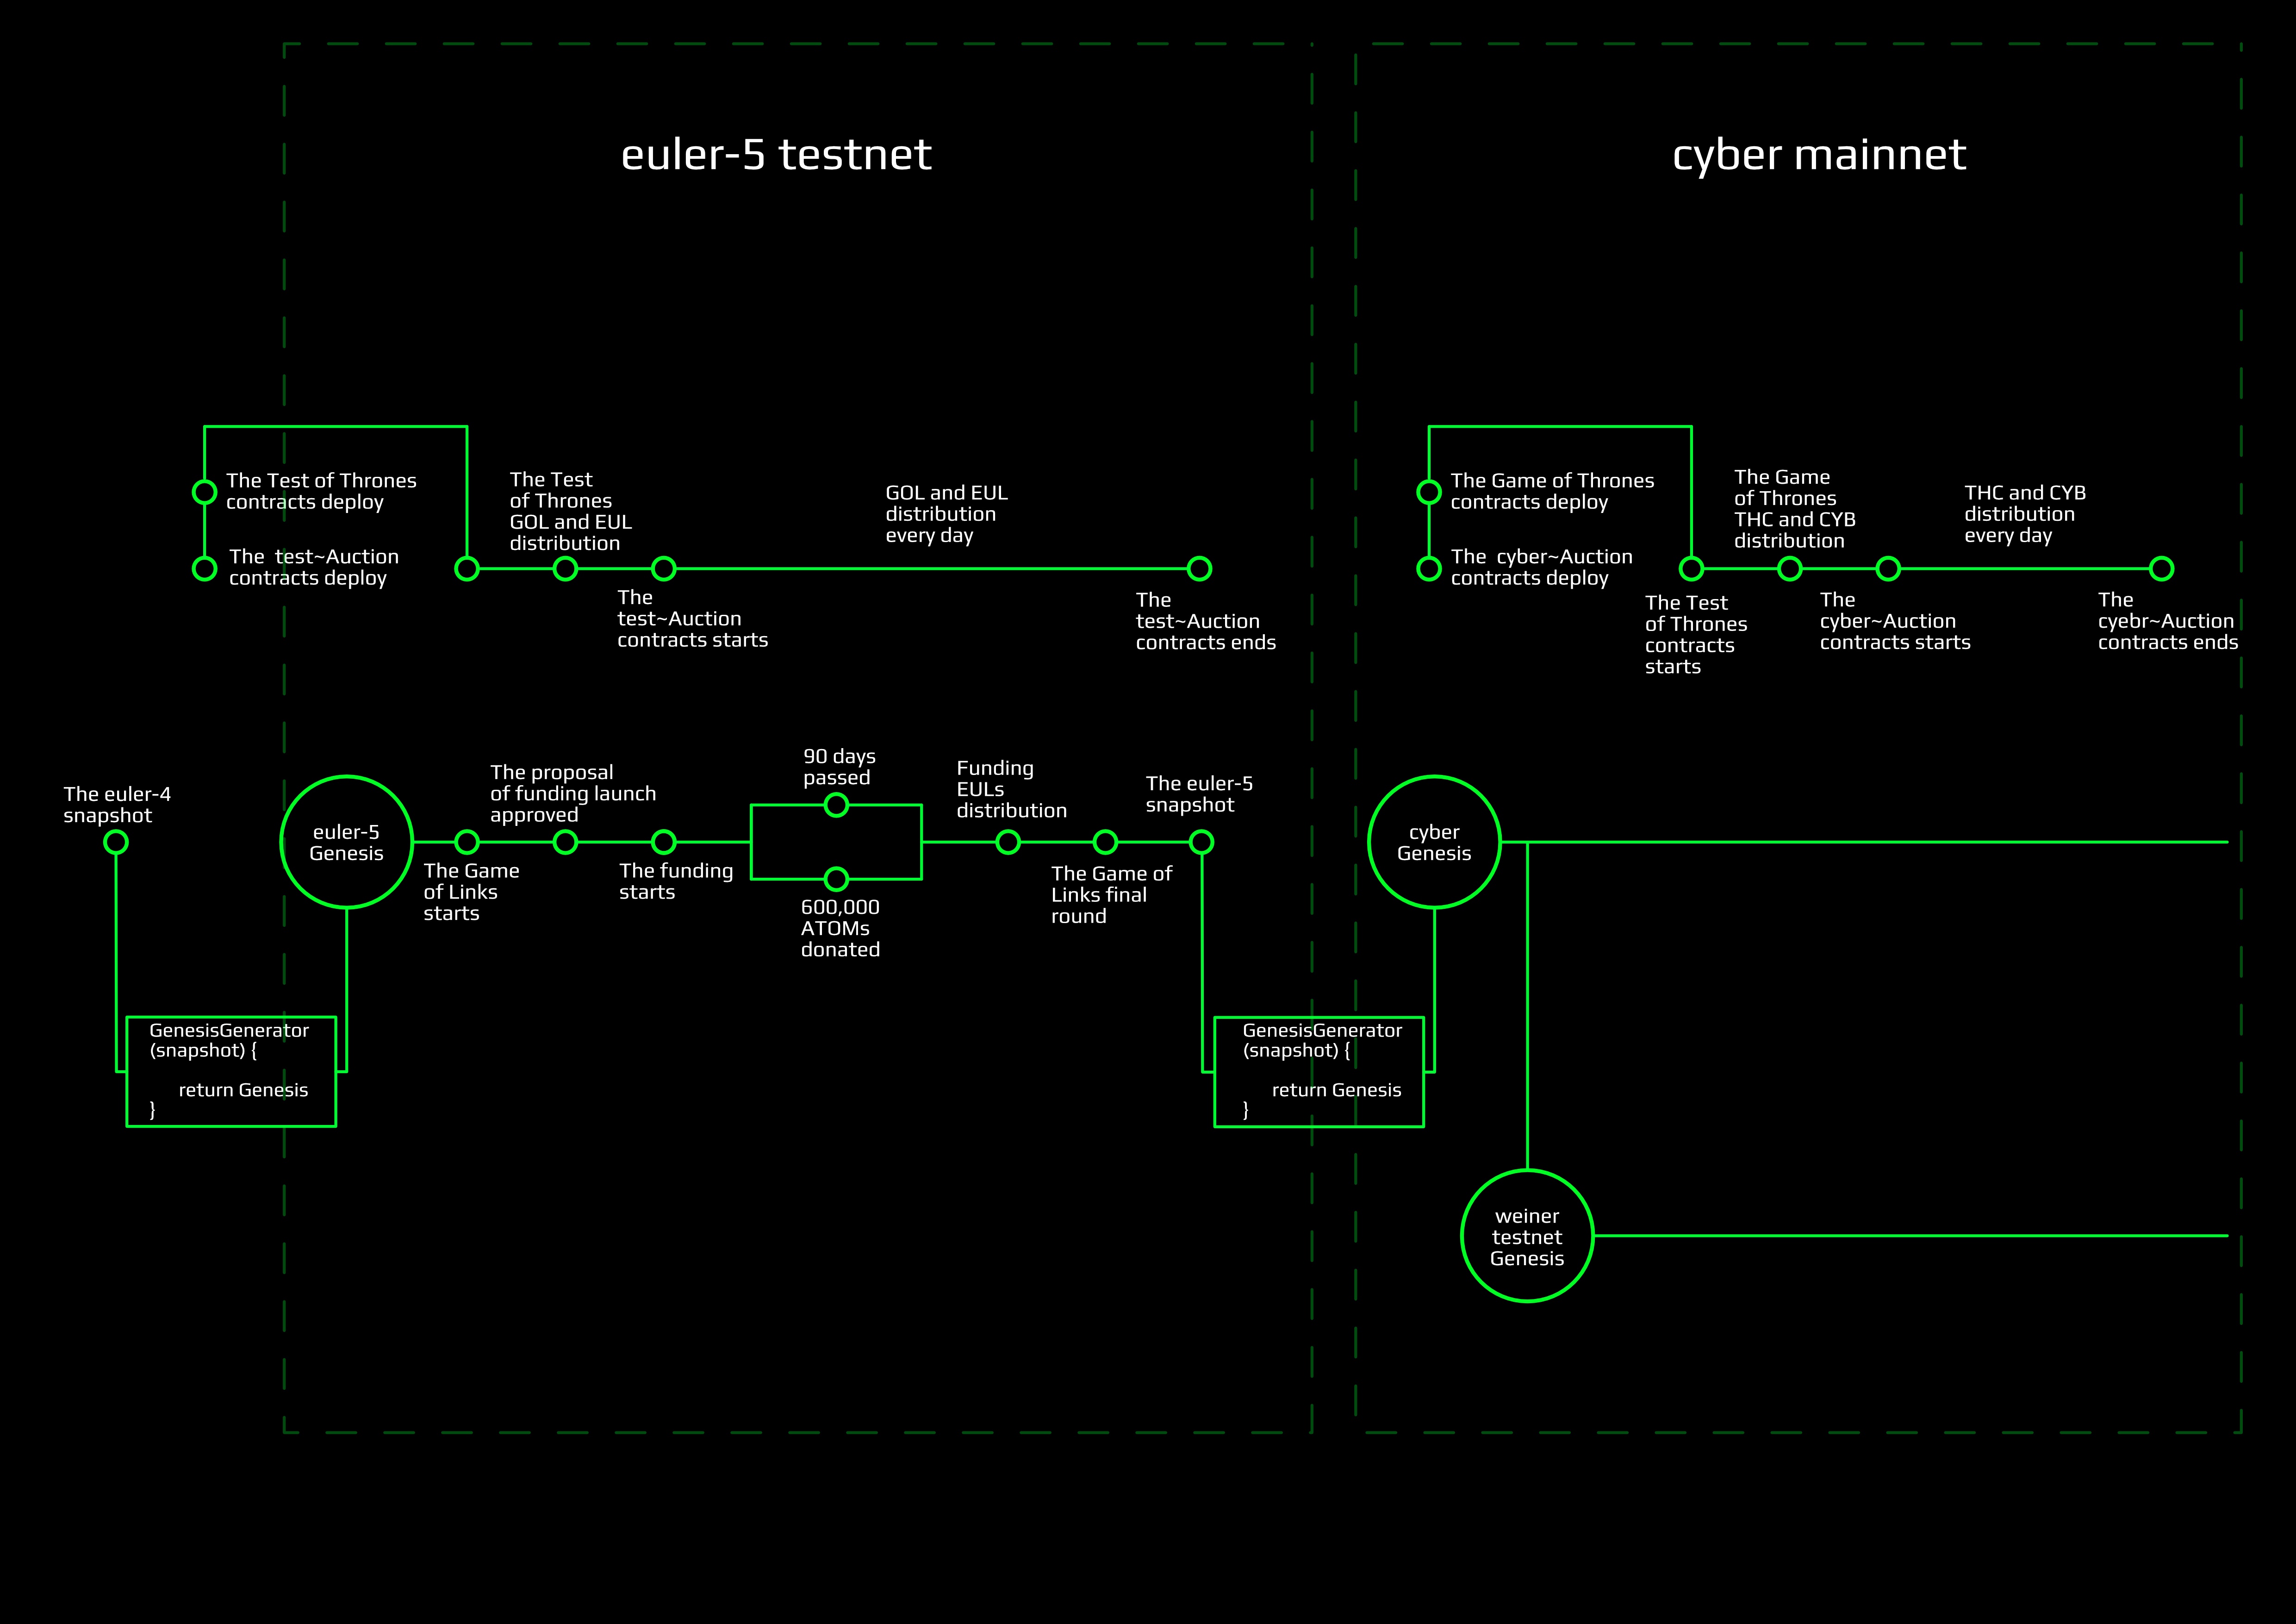 euler-5 testnet
cyber mainnet
The Test of Thrones
contracts deploy
The  test~Auction
contracts deploy
The Test
of Thrones
GOL and EUL
distribution
The
test~Auction
contracts starts
GOL and EUL
distribution
every day
The
test~Auction
contracts ends
The Game of Thrones
contracts deploy
The  cyber~Auction
contracts deploy
The Test
of Thrones
contracts
starts
The Game
of Thrones
THC and CYB
distribution
The
cyber~Auction
contracts starts
THC and CYB
distribution
every day
The
cyebr~Auction
contracts ends
The euler-4
snapshot
euler-5
Genesis
The Game
of Links
starts
The proposal
of funding launch
approved
The funding
starts
90 days
passed
600,000
ATOMs
donated
Funding
EULs
distribution
The Game of
Links final
round
The euler-5
snapshot
cyber
Genesis
GenesisGenerator
(snapshot) {
return Genesis
}
GenesisGenerator
(snapshot) {
return Genesis
}
weiner
testnet
Genesis